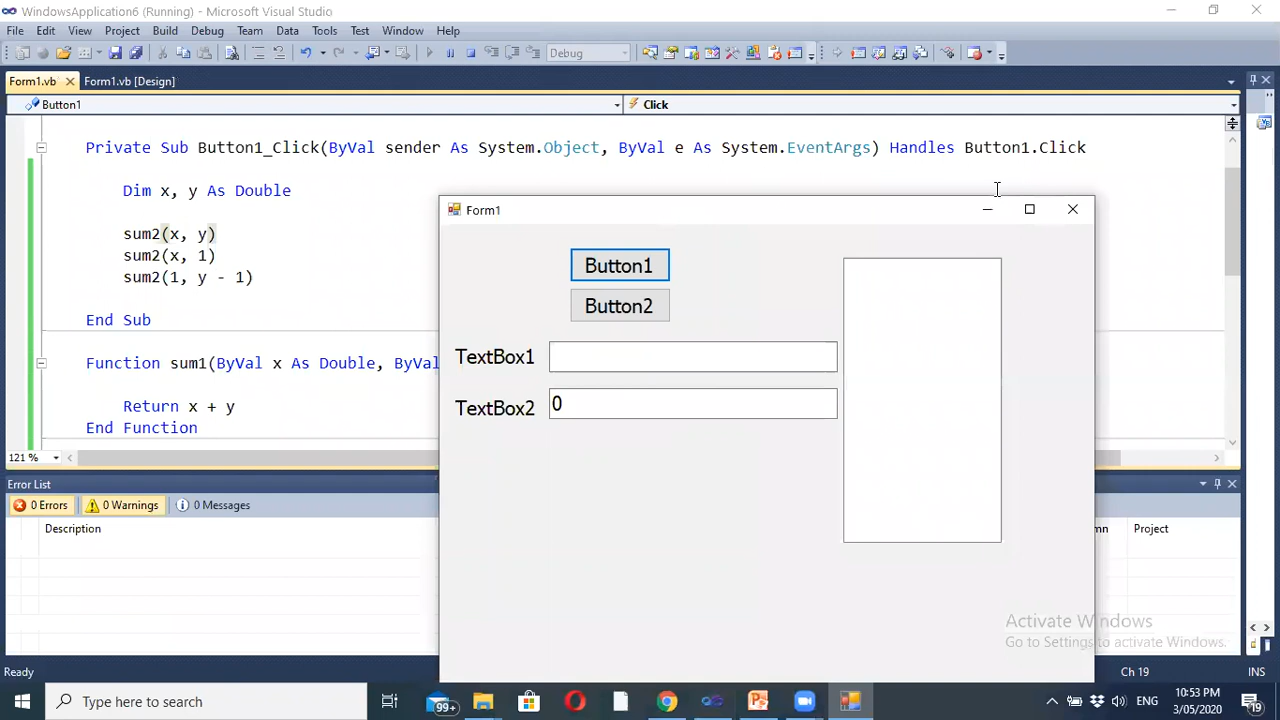 WindowsApplication6 (Running) - Microsoft Visual Studio
File Edit View Project Build Debug Team Data Tools Test Window Help
Debug
Form1.vb Form1.vb [Design]
Button1 Click
Private Sub Button1_Click(ByVal sender As System.Object, ByVal e As System.EventArgs) Handles Button1.Click
Dim x, y As Double
sum2(x, y)
sum2(x, 1)
sum2(1, y - 1)
End Sub
Function sum1(ByVal x As Double, ByVal
Return x + y
End Function
121 %
Form1
Button1
Button2
TextBox1
TextBox2 0
Error List
0 Errors 0 Warnings 0 Messages
Description Project
Activate Windows
Go to Settings to activate Windows.
Ready Ch 19 INS
Type here to search
99+
ENG
10:53 PM
3/05/2020
19